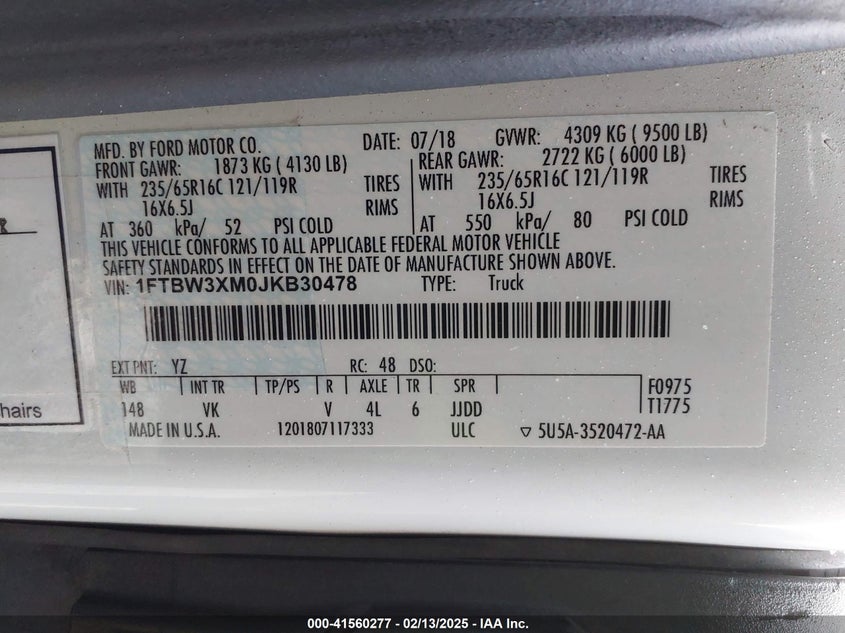 MFD. BY FORD MOTOR CO. DATE: 07/18 GVWR: 4309 KG ( 9500 LB)
FRONT GAWR: 1873 KG ( 4130 LB) REAR GAWR: 2722 KG ( 6000 LB)
WITH 235/65R16C 121/119R TIRES WITH 235/65R16C 121/119R TIRES
16X6.5J RIMS 16X6.5J RIMS
AT 360 kPa/ 52 PSI COLD AT 550 kPa/ 80 PSI COLD
THIS VEHICLE CONFORMS TO ALL APPLICABLE FEDERAL MOTOR VEHICLE
SAFETY STANDARDS IN EFFECT ON THE DATE OF MANUFACTURE SHOWN ABOVE.
VIN: 1FTBW3XM0JKB30478 TYPE: Truck
EXT PNT: YZ RC: 48 DSO:
WB INT TR TP/PS R AXLE TR SPR F0975
148 VK V 4L 6 JJDD T1775
MADE IN U.S.A. 1201807117333 ULC ▽ 5U5A-3520472-AA
hairs
000-41560277 - 02/13/2025 - IAA Inc.